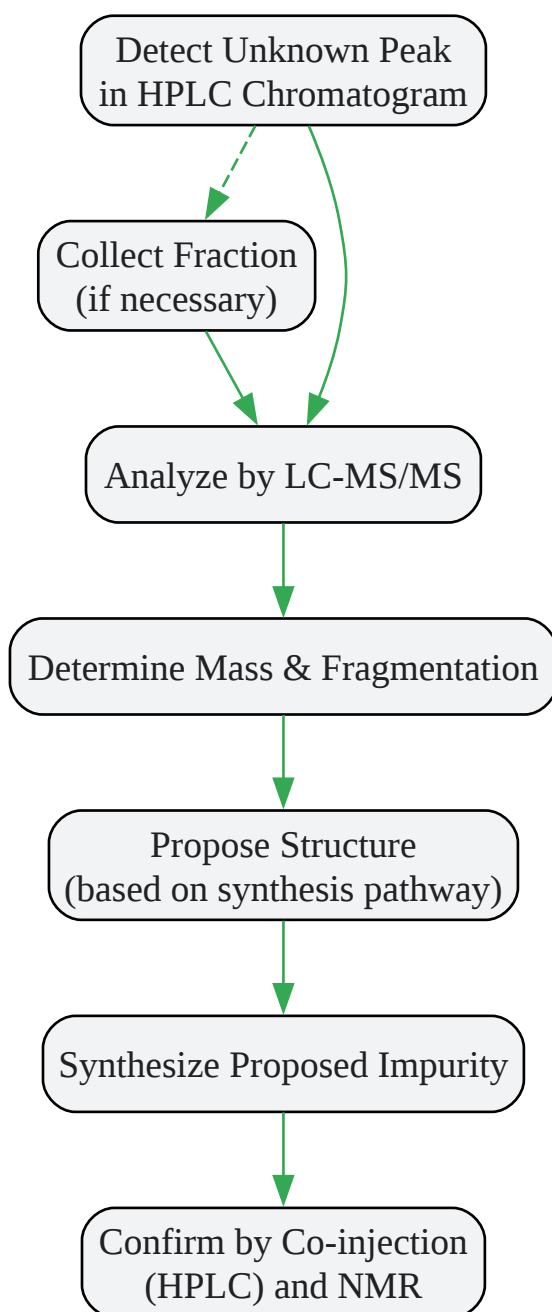 Detect Unknown Peak
in HPLC Chromatogram
Collect Fraction
(if necessary)
Analyze by LC-MS/MS
Determine Mass & Fragmentation
Propose Structure
(based on synthesis pathway)
Synthesize Proposed Impurity
Confirm by Co-injection
(HPLC) and NMR